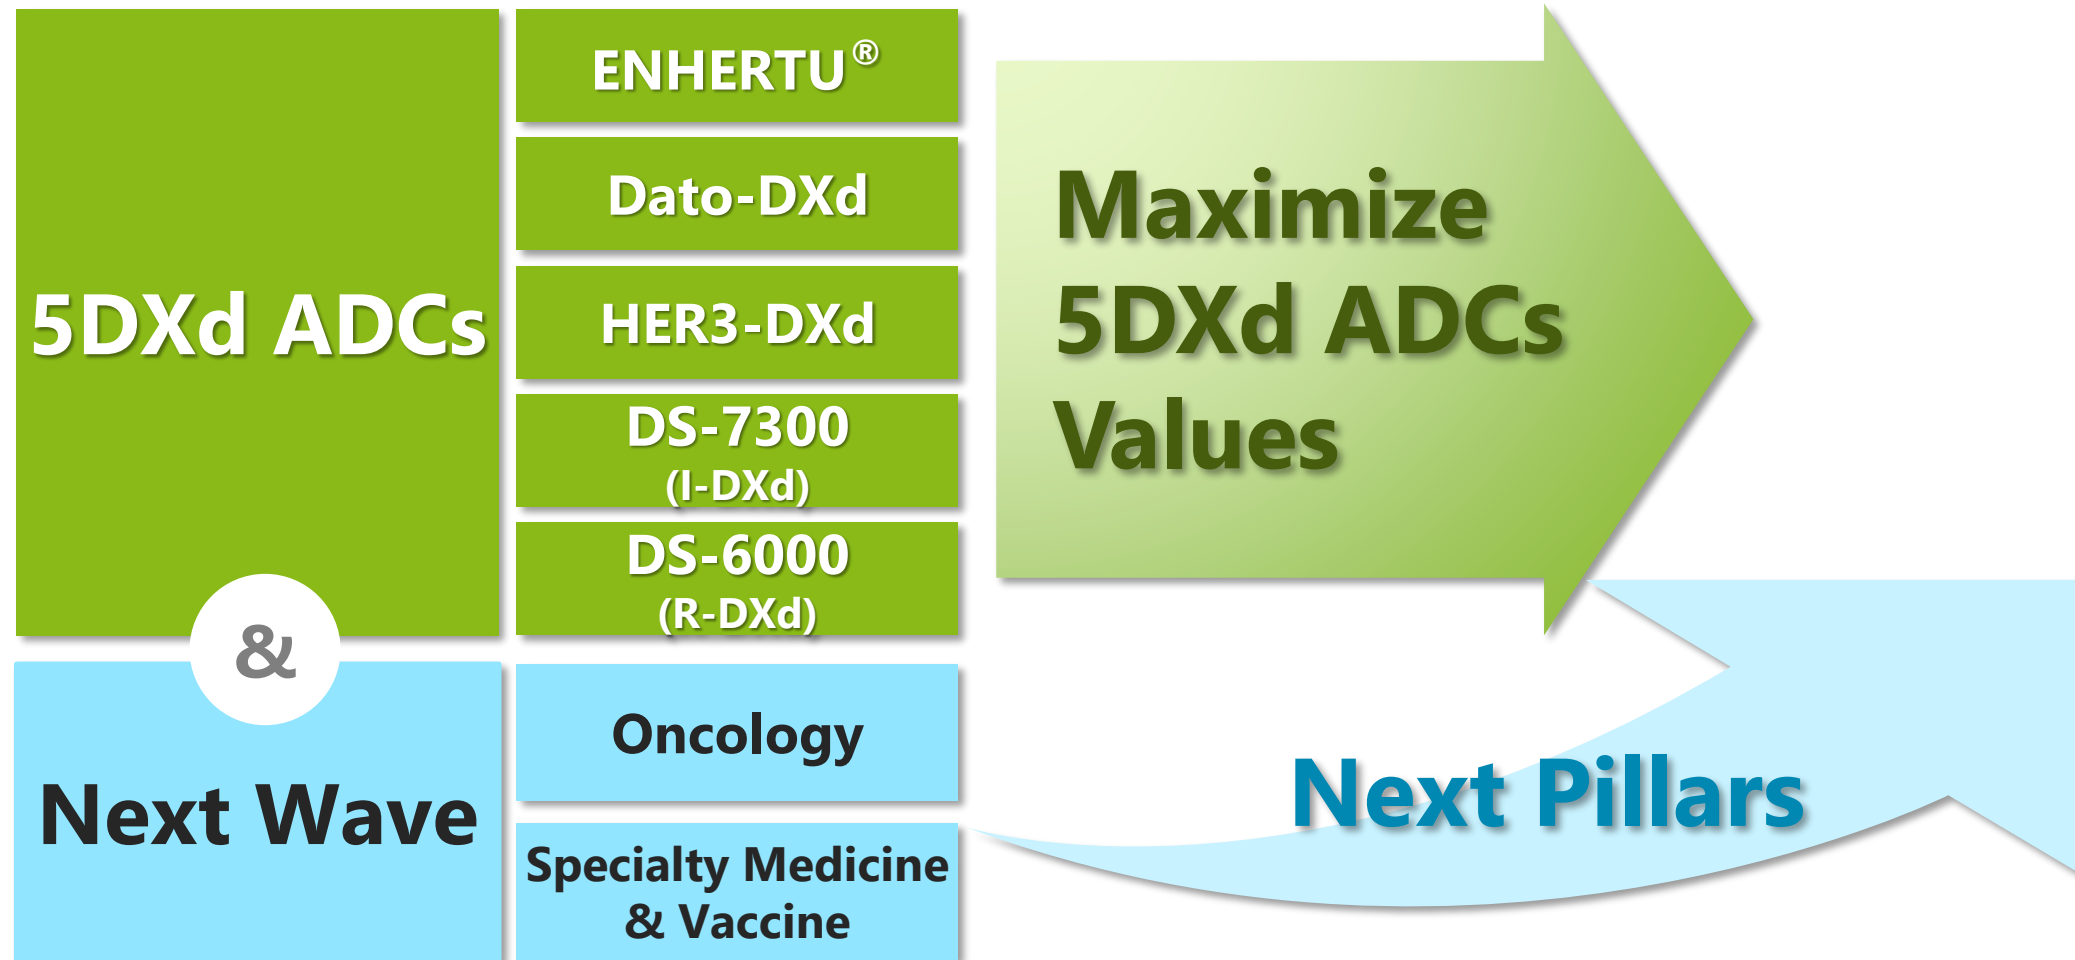 5DXd ADCs
&
Next Wave
ENHERTU®
Dato-DXd
HER3-DXd
DS-7300
(I-DXd)
DS-6000
(R-DXd)
Oncology
Specialty Medicine
& Vaccine
Maximize
5DXd ADCs
Values
Next Pillars